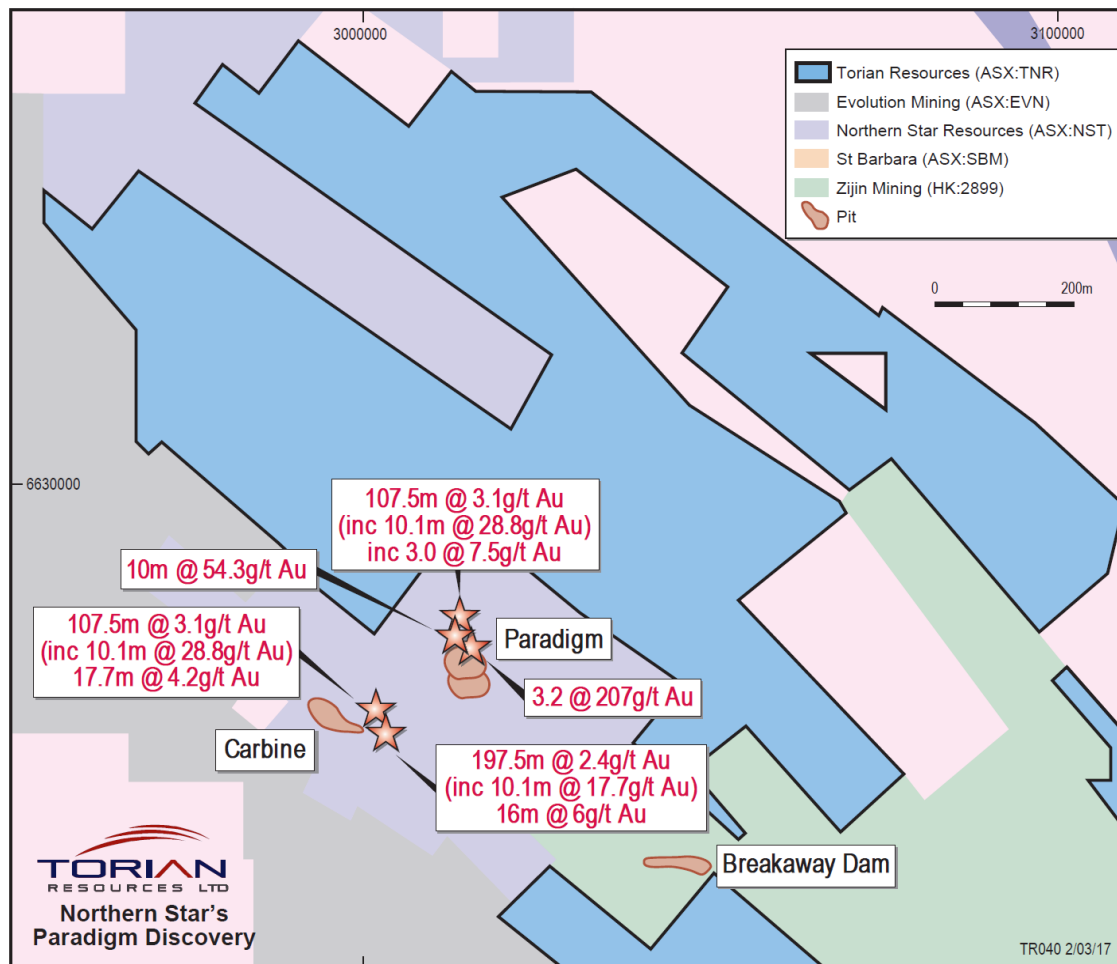 3000000
3100000
Torian Resources (ASX:TNR)
Evolution Mining (ASX:EVN)
Northern Star Resources (ASX:NST)
St Barbara (ASX:SBM)
Zijin Mining (HK:2899)
Pit
0
200m
6630000
107.5m @ 3.1g/t Au
(inc 10.1m @ 28.8g/t Au)
inc 3.0 @ 7.5g/t Au
10m @ 54.3g/t Au
107.5m @ 3.1g/t Au
(inc 10.1m @ 28.8g/t Au)
17.7m @ 4.2g/t Au
Paradigm
3.2 @ 207g/t Au
Carbine
197.5m @ 2.4g/t Au
(inc 10.1m @ 17.7g/t Au)
16m @ 6g/t Au
Breakaway Dam
TORIAN
RESOURCES LTD
Northern Star's
Paradigm Discovery
TR040 2/03/17